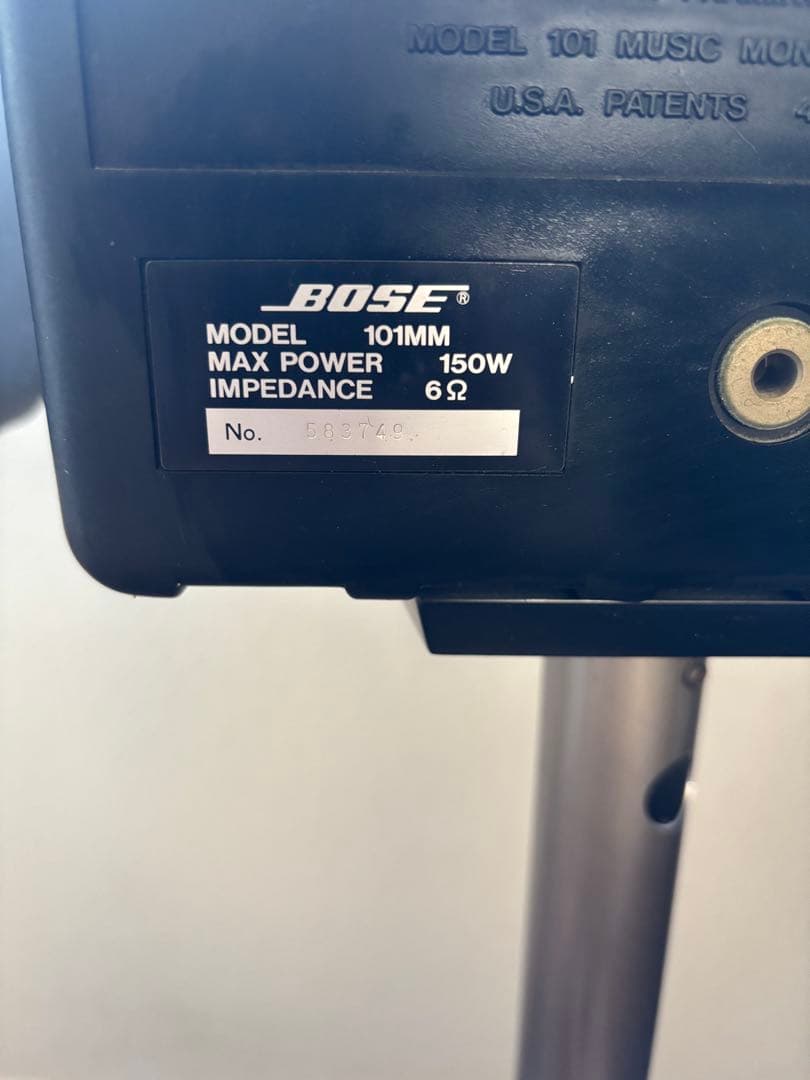 MODEL 101 MUSIC MON
U.S.A. PATENTS
BOSE®
MODEL 101MM
MAX POWER 150W
IMPEDANCE 6Ω
No. 583749